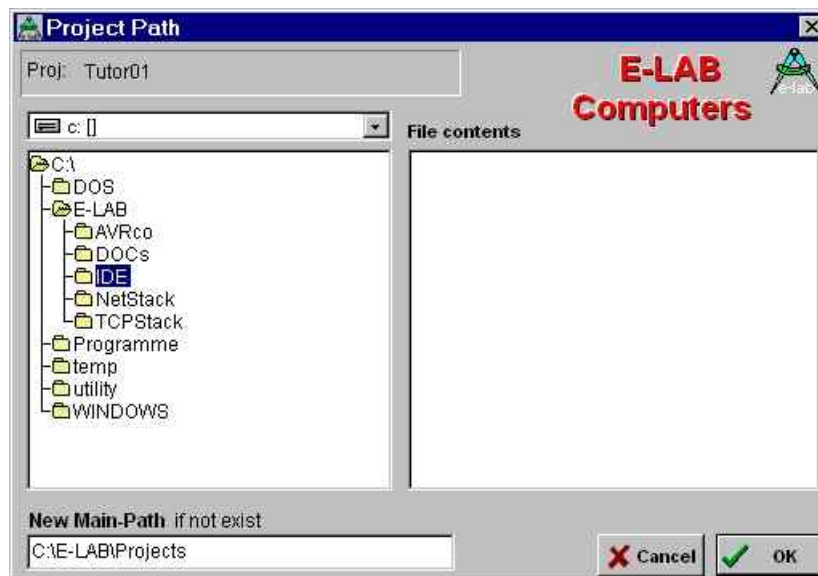 Project Path
Proj: Tutor01
E-LAB
Computers
e-lab
c: []
File contents
C:\
DOS
E-LAB
AVRco
DOCs
IDE
NetStack
TCPStack
Programme
temp
utility
WINDOWS
New Main-Path if not exist
C:\E-LAB\Projects
Cancel
OK